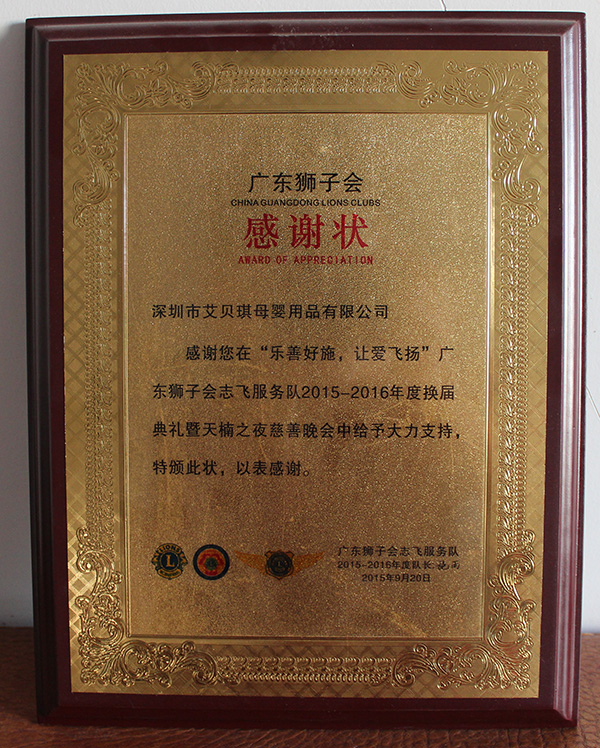 广东狮子会
CHINA GUANGDONG LIONS CLUBS
感谢状
AWARD OF APPRECIATION
深圳市艾贝琪母婴用品有限公司
感谢您在“乐善好施，让爱飞扬”广
东狮子会志飞服务队2015-2016年度换届
典礼暨天楠之夜慈善晚会中给予大力支持，
特颁此状，以表感谢。
LIONS
L
广东狮子会志飞服务队
2015-2016年度队长:
2015年9月20日